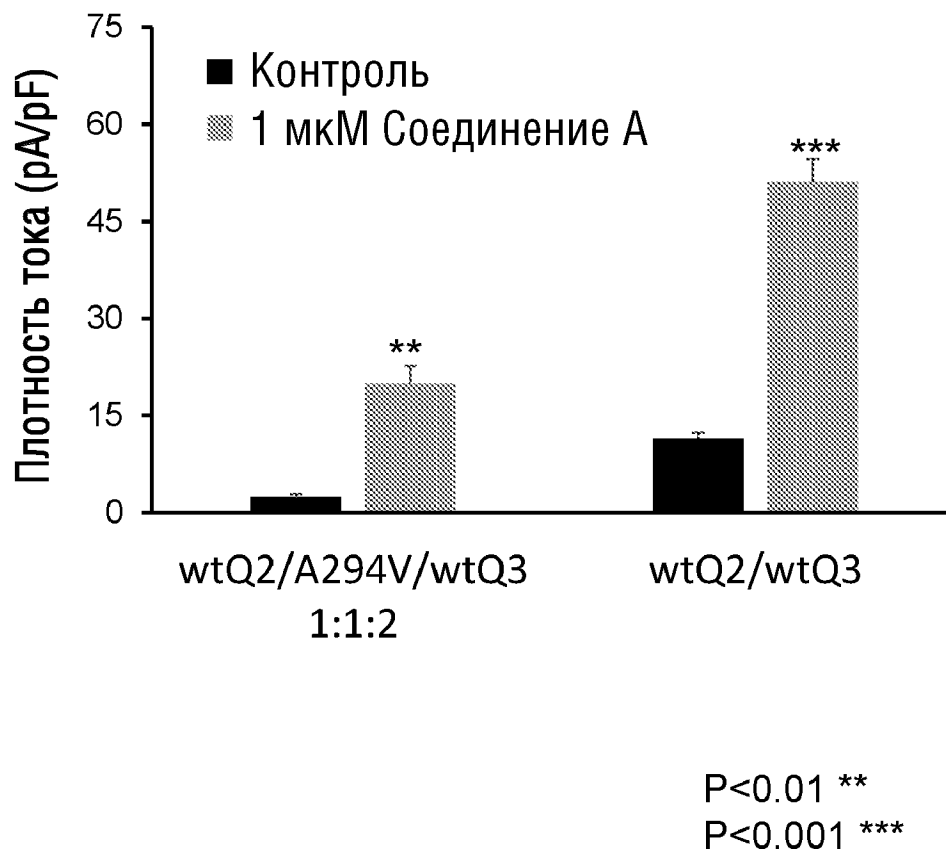 75
60
45
30
15
0
Плотность тока (pA/pF)
Контроль
1 мкМ Соединение A
**
***
wtQ2/A294V/wtQ3
1:1:2
wtQ2/wtQ3
P<0.01 **
P<0.001 ***